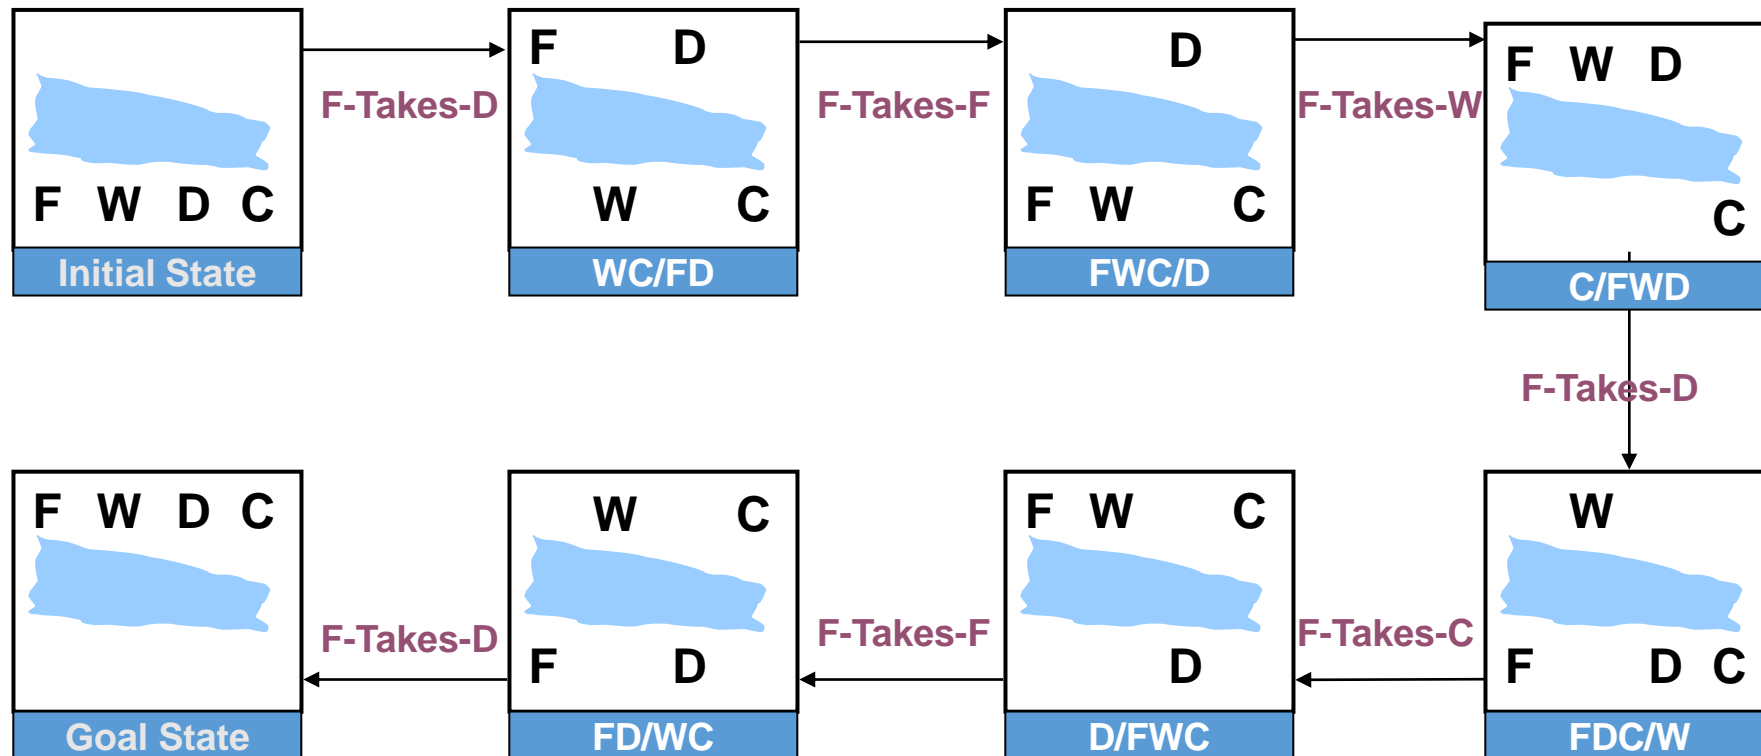 F D
D
F W D
F-Takes-D
F-Takes-F
F-Takes-W
F W D C
W C
F W C
C
Initial State
WC/FD
FWC/D
C/FWD
F-Takes-D
F W D C
W C
F W C
W
F-Takes-D
F-Takes-F
F-Takes-C
F D
D
F D C
Goal State
FD/WC
D/FWC
FDC/W